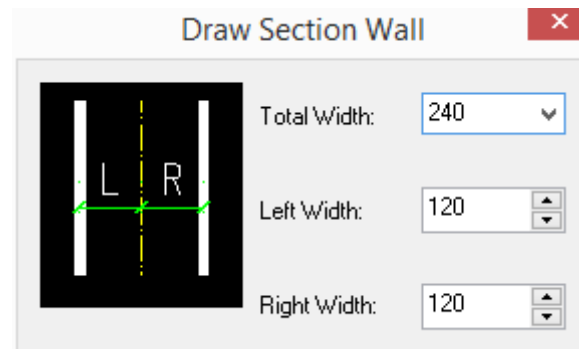 Draw Section Wall
Total Width: 240
L R
Left Width: 120
Right Width: 120